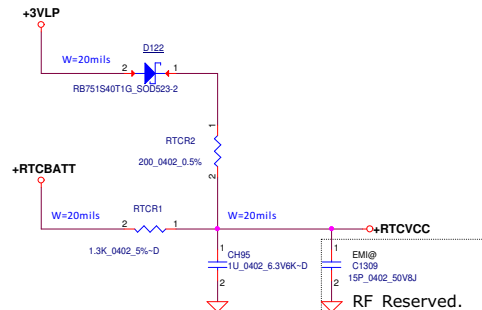 +3VLP
D122
W=20mils
2
1
RB751S40T1G_SOD523-2
1
RTCR2
200_0402_0.5%
2
+RTCBATT
RTCR1
W=20mils
2
1
W=20mils
+RTCVCC
1.3K_0402_5%~D
1
CH95
1U_0402_6.3V6K~D
2
1
EMI@
C1309
15P_0402_50V8J
2
RF Reserved.